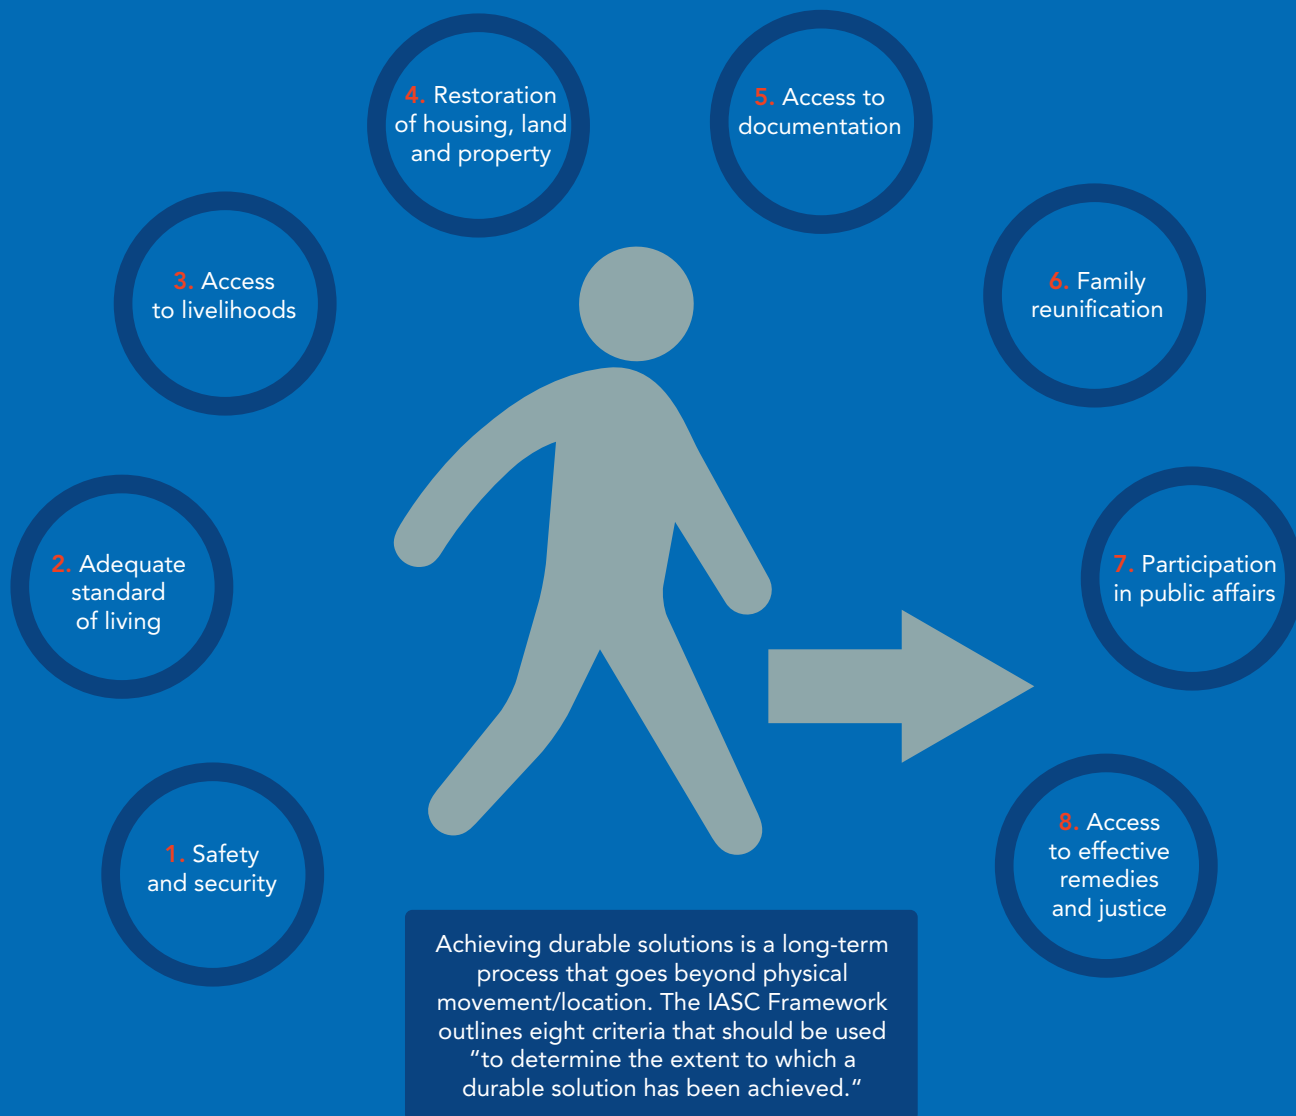 1. Safety
and security
2. Adequate
standard
of living
3. Access
to livelihoods
4. Restoration
of housing, land
and property
5. Access to
documentation
6. Family
reunification
7. Participation
in public affairs
8. Access
to effective
remedies
and justice
Achieving durable solutions is a long-term
process that goes beyond physical
movement/location. The IASC Framework
outlines eight criteria that should be used
“to determine the extent to which a
durable solution has been achieved.“